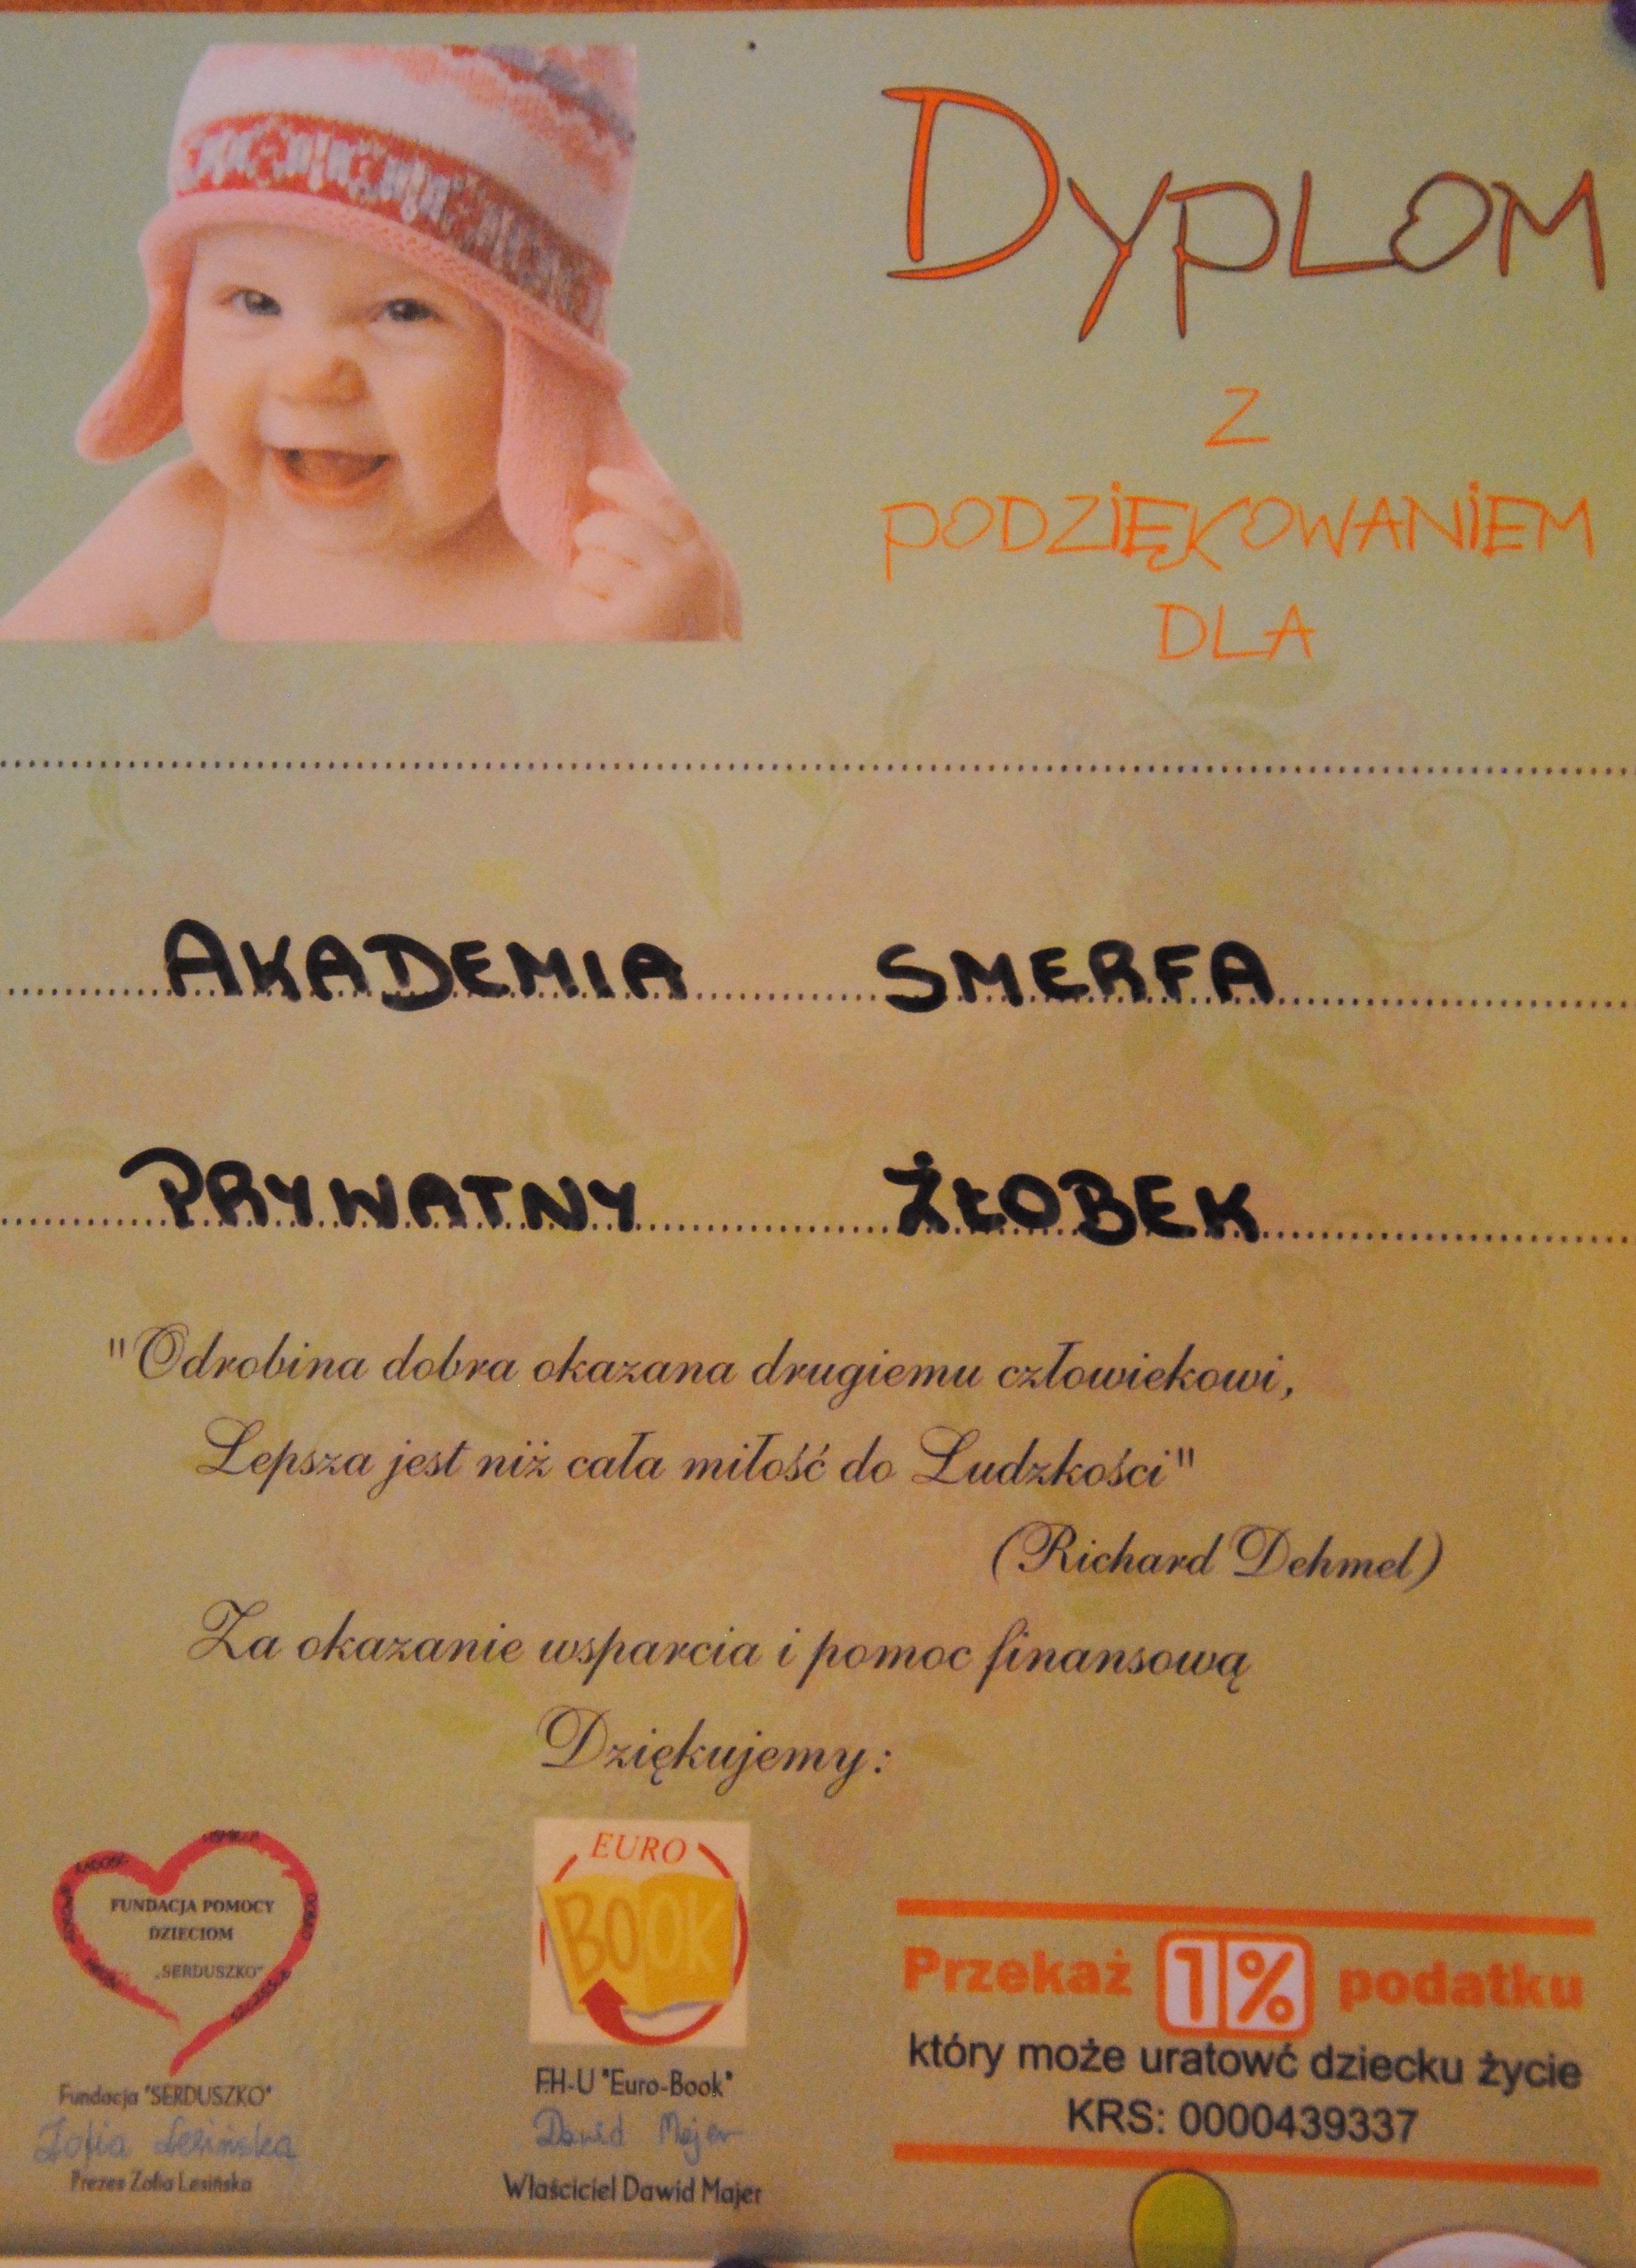 DYPLOM
Z
PODZIĘKOWANIEM
DLA
AKADEMIA SMERFA
PRYWATNY ŻŁOBEK
"Odrobina dobra okazana drugiemu człowiekowi,
Lepsza jest niż cała miłość do Ludzkości"
(Richard Dehmel)
Za okazanie wsparcia i pomoc finansową
Dziękujemy:
RADOŚĆ
FUNDACJA POMOCY
DZIECIOM
„SERDUSZKO"
Fundacja "SERDUSZKO"
Zofia Lesińska
Prezes Zofia Lesińska
EURO
BOOK
F.H-U "Euro-Book"
Dawid Majer
Właściciel Dawid Majer
Przekaż 1% podatku
który może uratowć dziecku życie
KRS: 0000439337